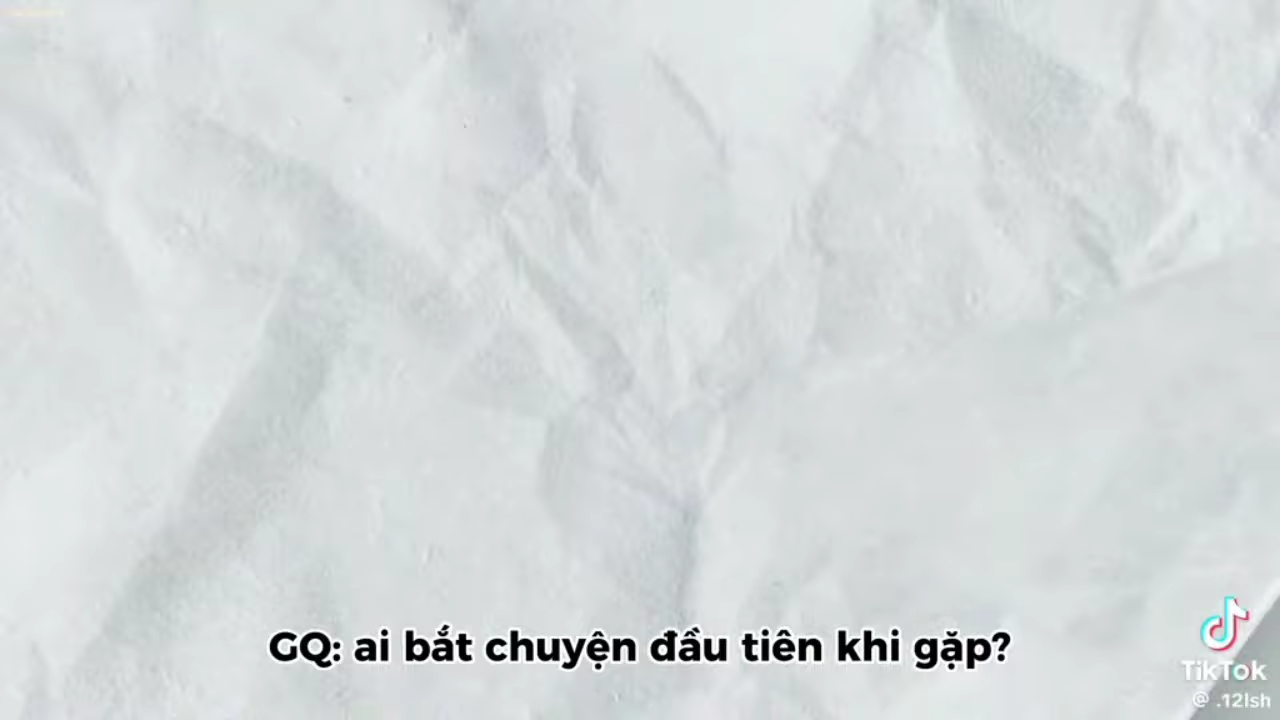 GQ: ai bắt chuyện đầu tiên khi gặp?
TikTok
@ .12lsh